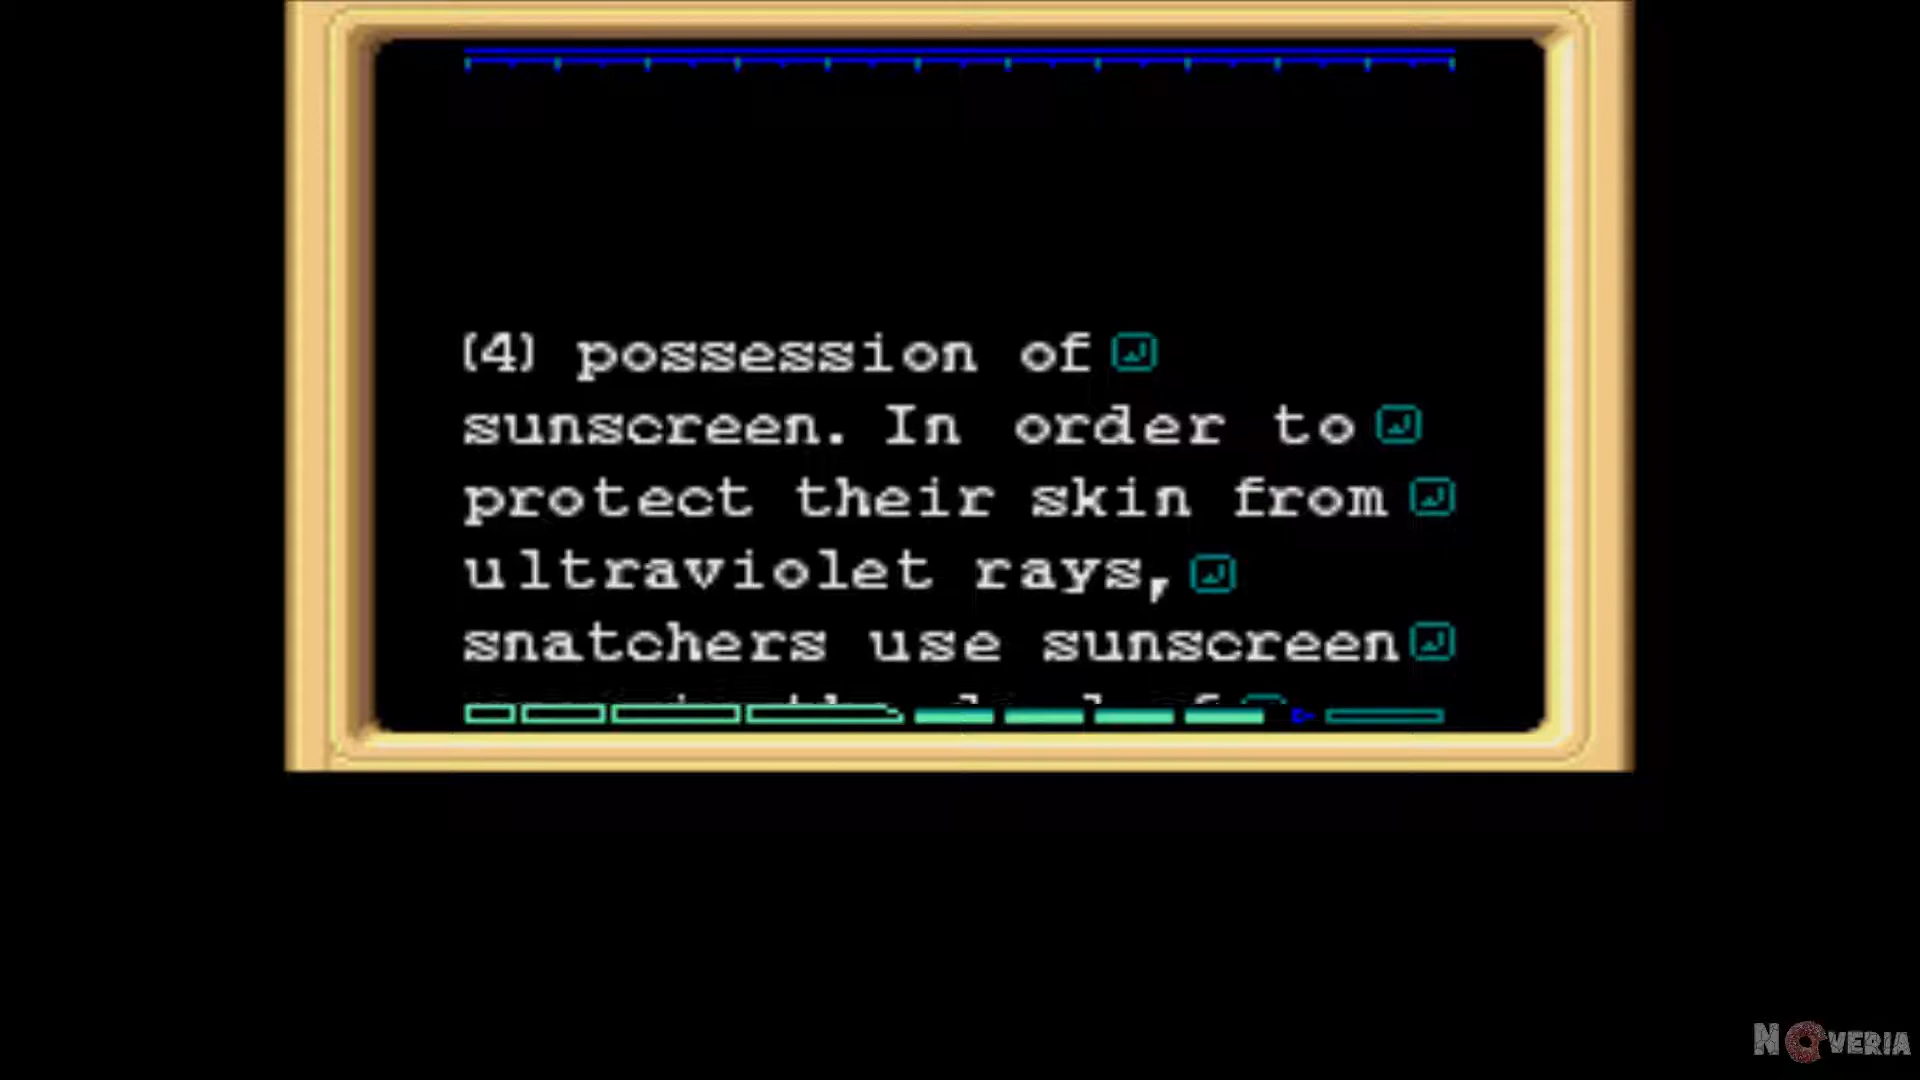 (4) possession of
sunscreen. In order to
protect their skin from
ultraviolet rays,
snatchers use sunscreen
NOVERIA